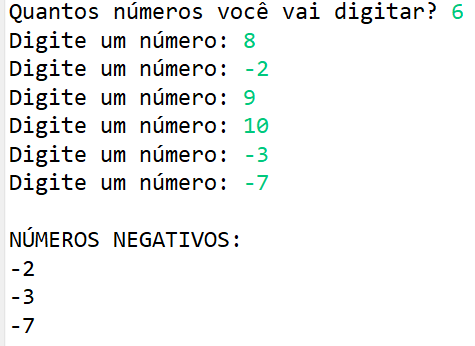 Quantos números você vai digitar? 6
Digite um número: 8
Digite um número: -2
Digite um número: 9
Digite um número: 10
Digite um número: -3
Digite um número: -7
NÚMEROS NEGATIVOS:
-2
-3
-7